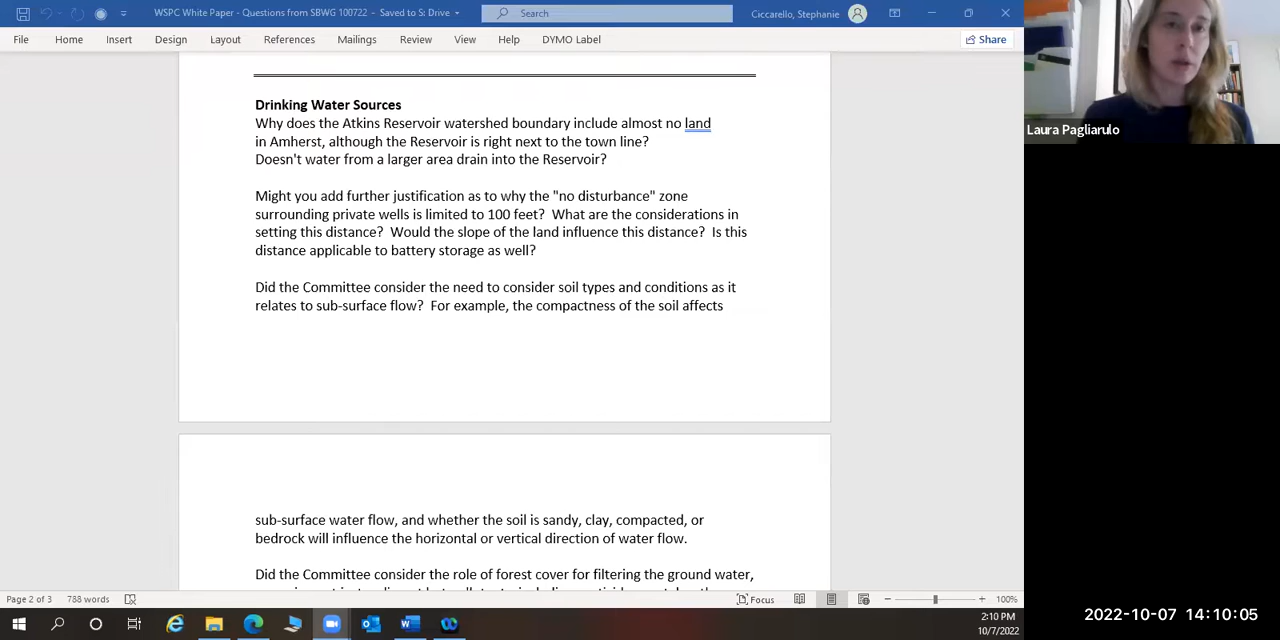 WSPC White Paper - Questions from SBWG 100722 - Saved to S: Drive
Search
Ciccarello, Stephanie
File Home Insert Design Layout References Mailings Review View Help DYMO Label
Share
Drinking Water Sources
Why does the Atkins Reservoir watershed boundary include almost no land
in Amherst, although the Reservoir is right next to the town line?
Doesn't water from a larger area drain into the Reservoir?
Might you add further justification as to why the "no disturbance" zone
surrounding private wells is limited to 100 feet? What are the considerations in
setting this distance? Would the slope of the land influence this distance? Is this
distance applicable to battery storage as well?
Did the Committee consider the need to consider soil types and conditions as it
relates to sub-surface flow? For example, the compactness of the soil affects
sub-surface water flow, and whether the soil is sandy, clay, compacted, or
bedrock will influence the horizontal or vertical direction of water flow.
Did the Committee consider the role of forest cover for filtering the ground water,
Page 2 of 3 788 words
Focus
100%
2:10 PM
10/7/2022
Laura Pagliarulo
2022-10-07 14:10:05